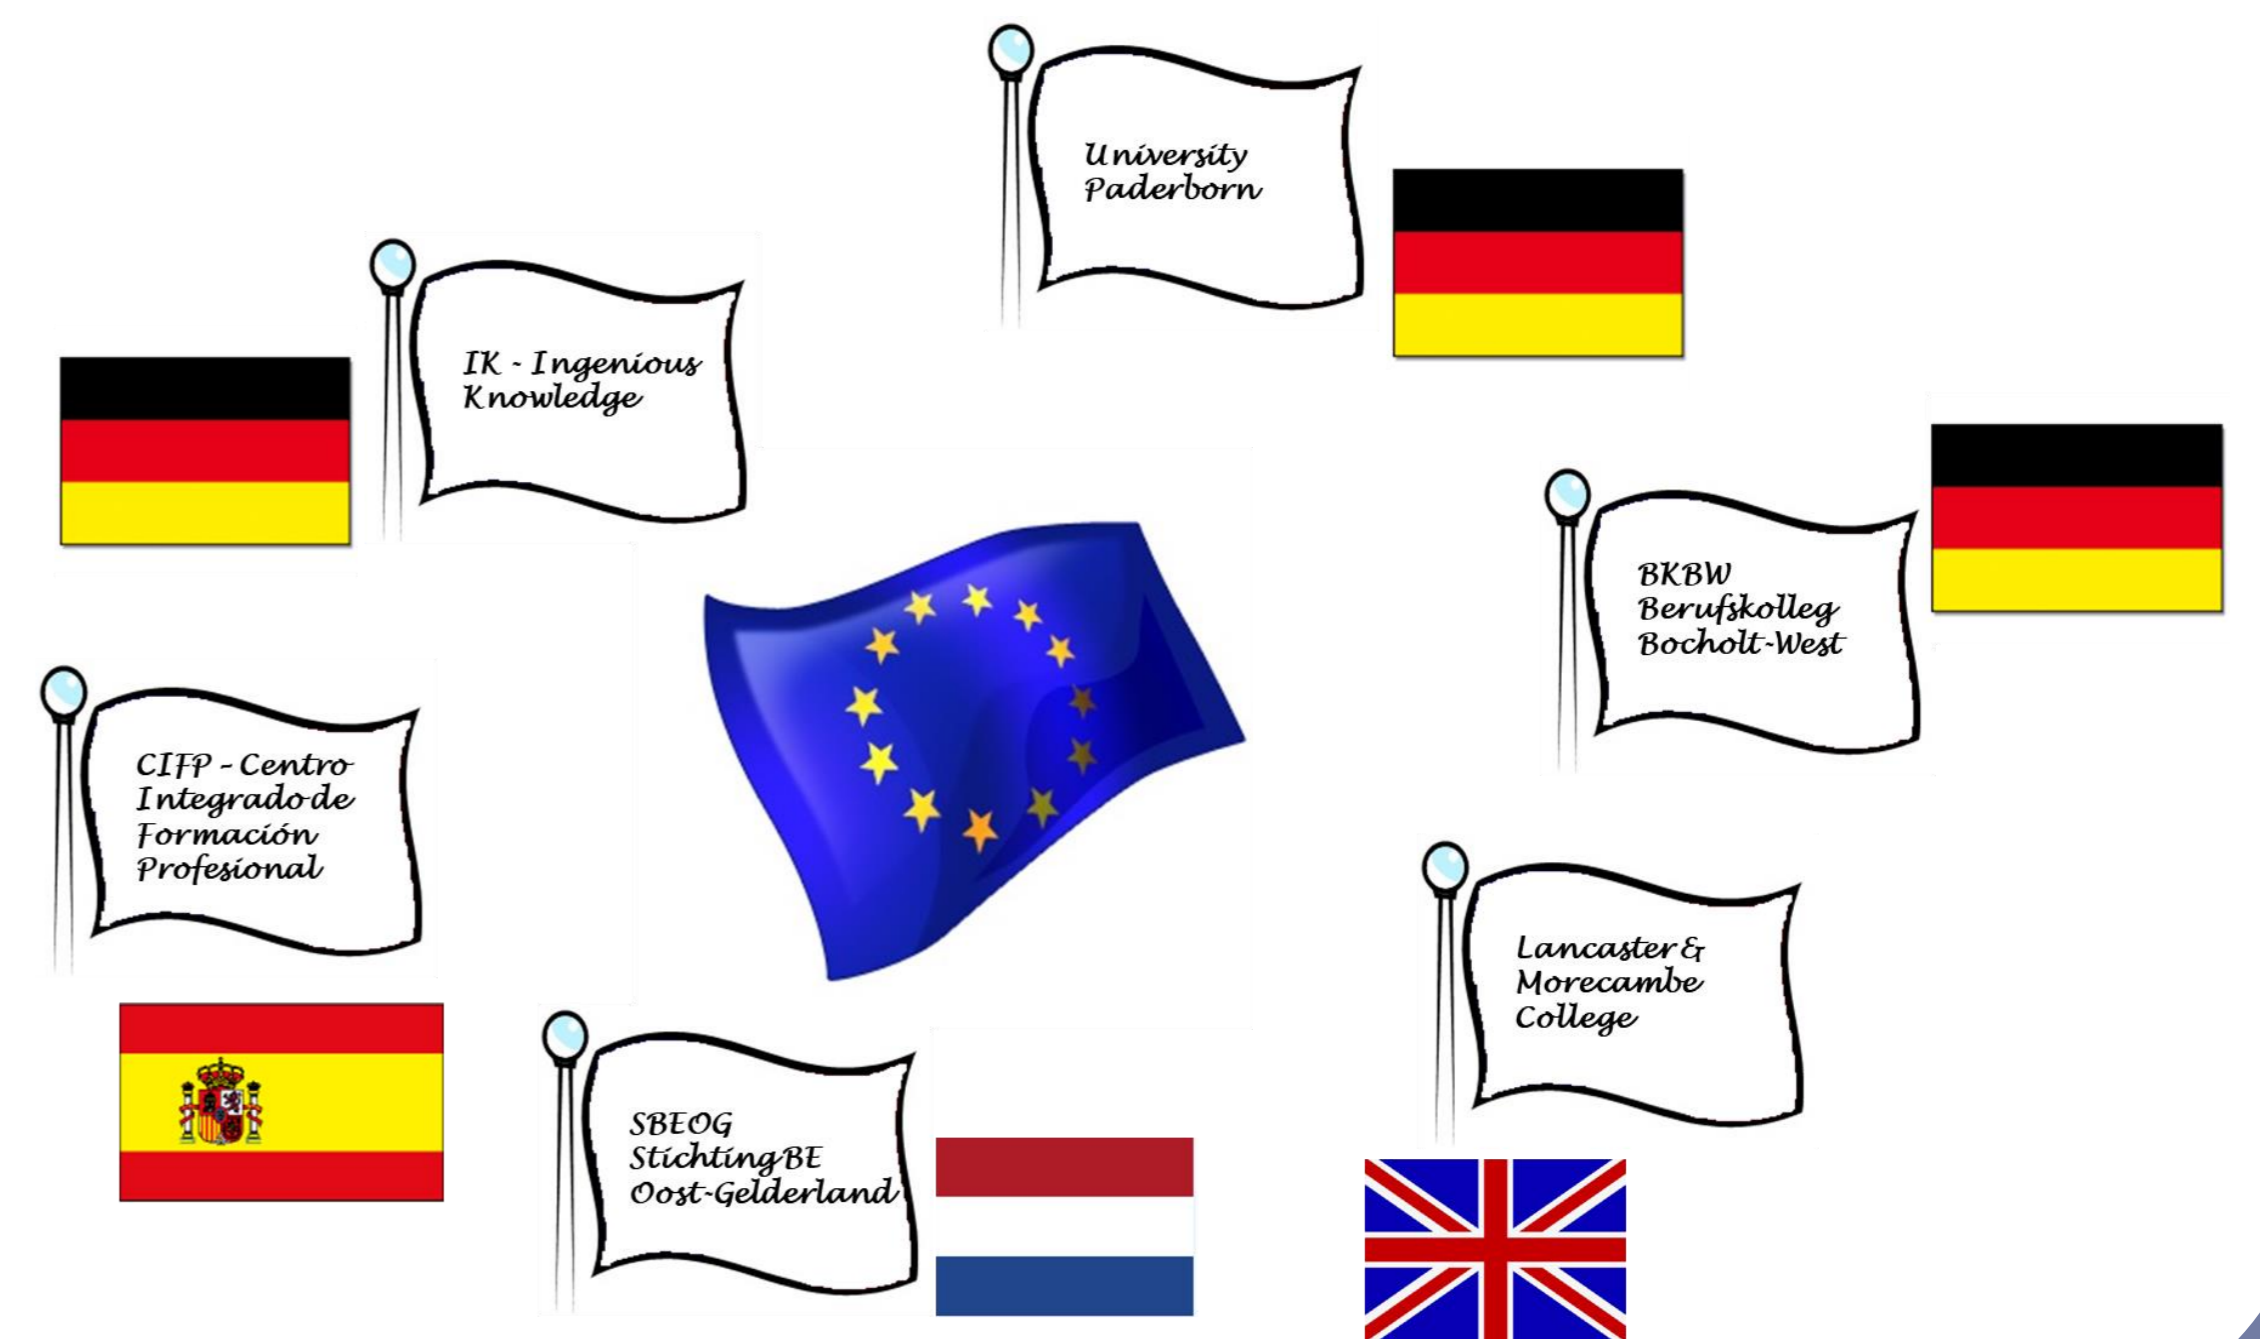 University
Paderborn
IK - Ingenious
Knowledge
BKBW
Berufskolleg
Bocholt-West
CIFP – Centro
Integrado de
Formación
Profesional
Lancaster &
Morecambe
College
SBEOG
Stichting BE
Oost-Gelderland